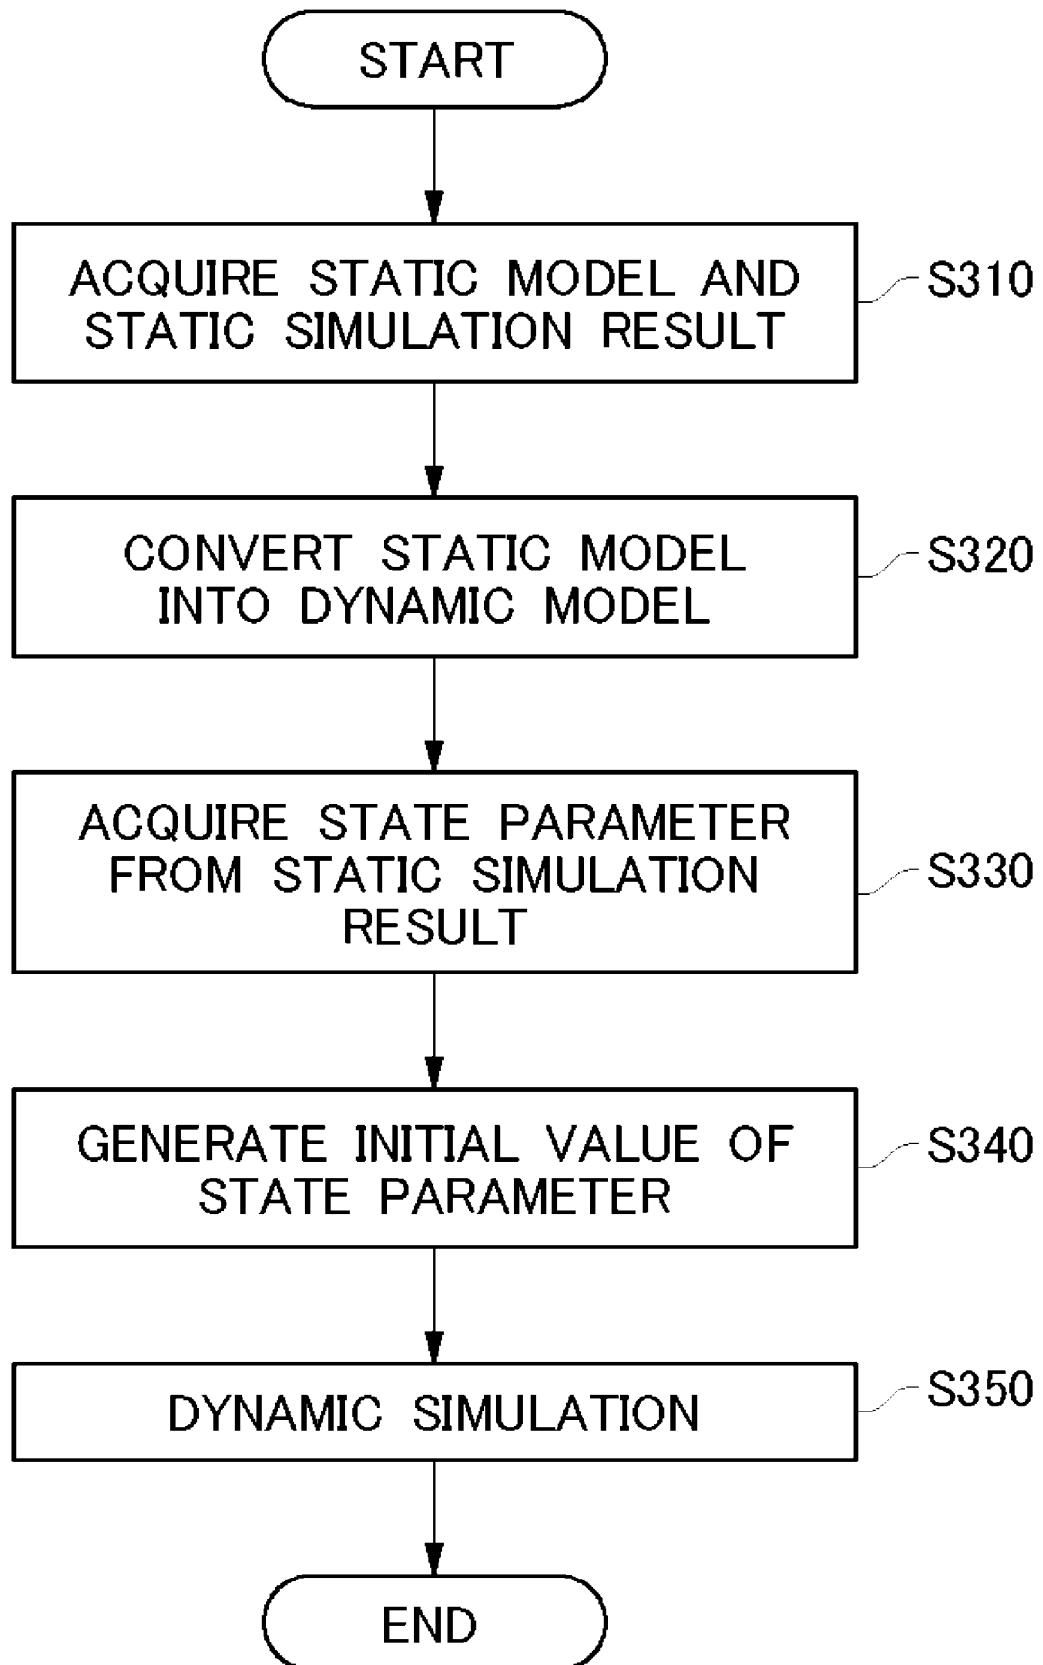 START
ACQUIRE STATIC MODEL AND
STATIC SIMULATION RESULT
S310
CONVERT STATIC MODEL
INTO DYNAMIC MODEL
S320
ACQUIRE STATE PARAMETER
FROM STATIC SIMULATION
RESULT
S330
GENERATE INITIAL VALUE OF
STATE PARAMETER
S340
DYNAMIC SIMULATION
S350
END